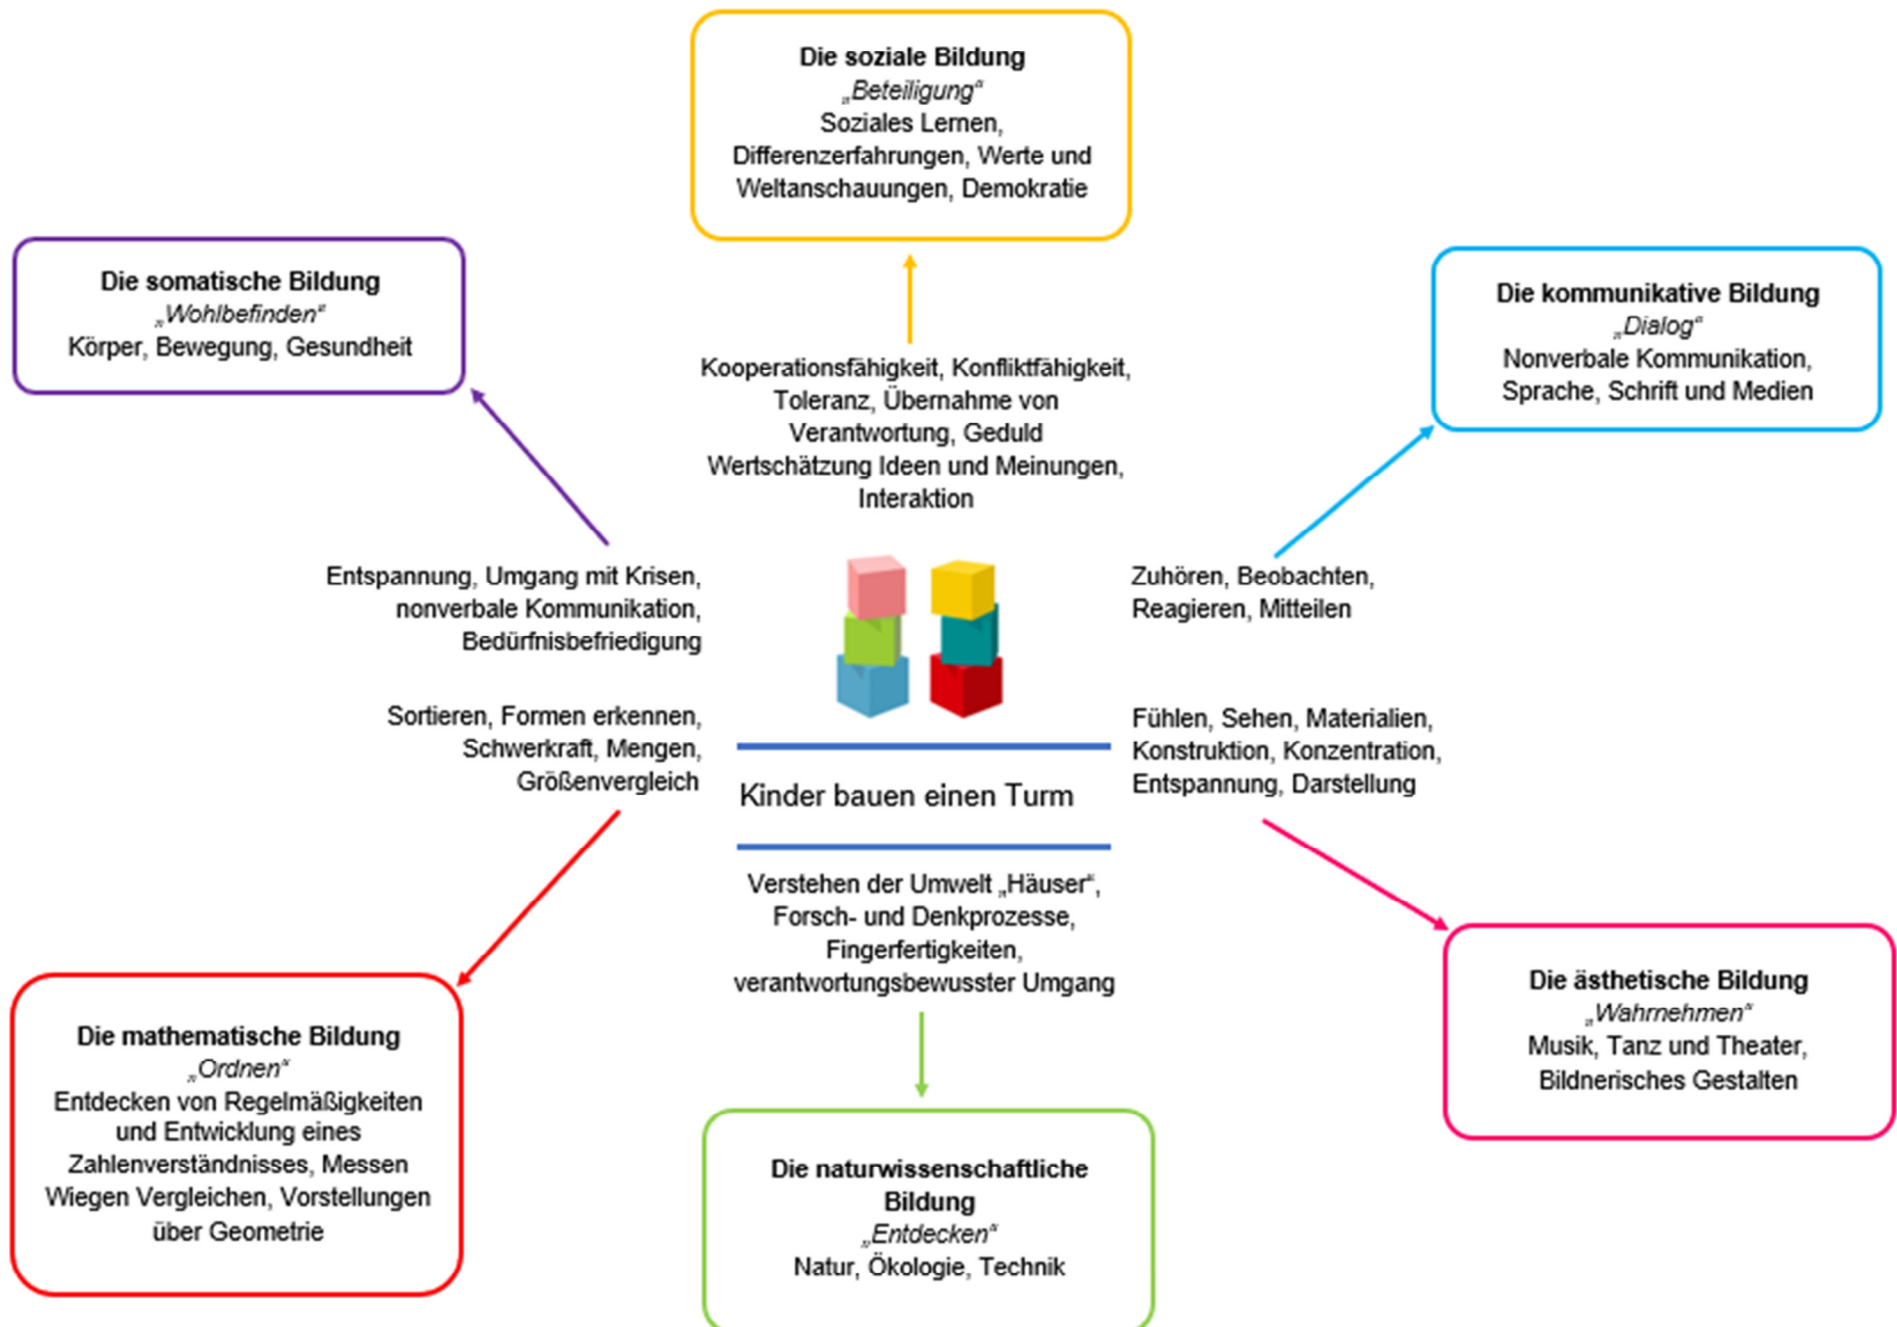 Die soziale Bildung
„Beteiligung“
Soziales Lernen,
Differenzerfahrungen, Werte und
Weltanschauungen, Demokratie
Die somatische Bildung
„Wohlbefinden“
Körper, Bewegung, Gesundheit
Die kommunikative Bildung
„Dialog“
Nonverbale Kommunikation,
Sprache, Schrift und Medien
Kooperationsfähigkeit, Konfliktfähigkeit,
Toleranz, Übernahme von
Verantwortung, Geduld
Wertschätzung Ideen und Meinungen,
Interaktion
Entspannung, Umgang mit Krisen,
nonverbale Kommunikation,
Bedürfnisbefriedigung
Zuhören, Beobachten,
Reagieren, Mitteilen
Sortieren, Formen erkennen,
Schwerkraft, Mengen,
Größenvergleich
Fühlen, Sehen, Materialien,
Konstruktion, Konzentration,
Entspannung, Darstellung
Kinder bauen einen Turm
Verstehen der Umwelt „Häuser“,
Forsch- und Denkprozesse,
Fingerfertigkeiten,
verantwortungsbewusster Umgang
Die mathematische Bildung
„Ordnen“
Entdecken von Regelmäßigkeiten
und Entwicklung eines
Zahlenverständnisses, Messen
Wiegen Vergleichen, Vorstellungen
über Geometrie
Die ästhetische Bildung
„Wahrnehmen“
Musik, Tanz und Theater,
Bildnerisches Gestalten
Die naturwissenschaftliche
Bildung
„Entdecken“
Natur, Ökologie, Technik